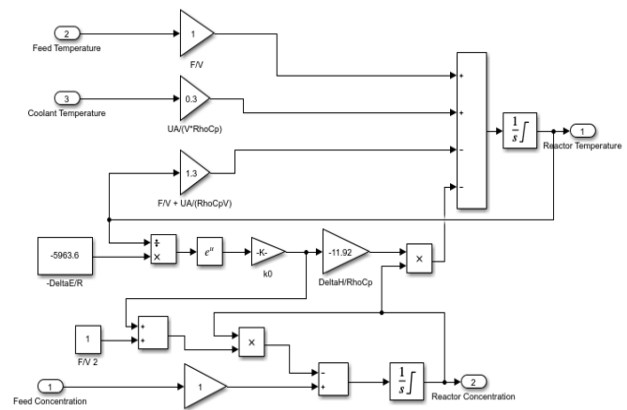 2
Feed Temperature
1
F/V
3
Coolant Temperature
0.3
UA/(V*RhoCp)
1.3
F/V + UA/(RhoCpV)
+
+
−
−
1
s
1
Reactor Temperature
-5963.6
-DeltaE/R
÷
×
eᵘ
-K-
k0
-11.92
DeltaH/RhoCp
×
1
F/V 2
+
+
×
1
Feed Concentration
1
−
+
1
s
2
Reactor Concentration